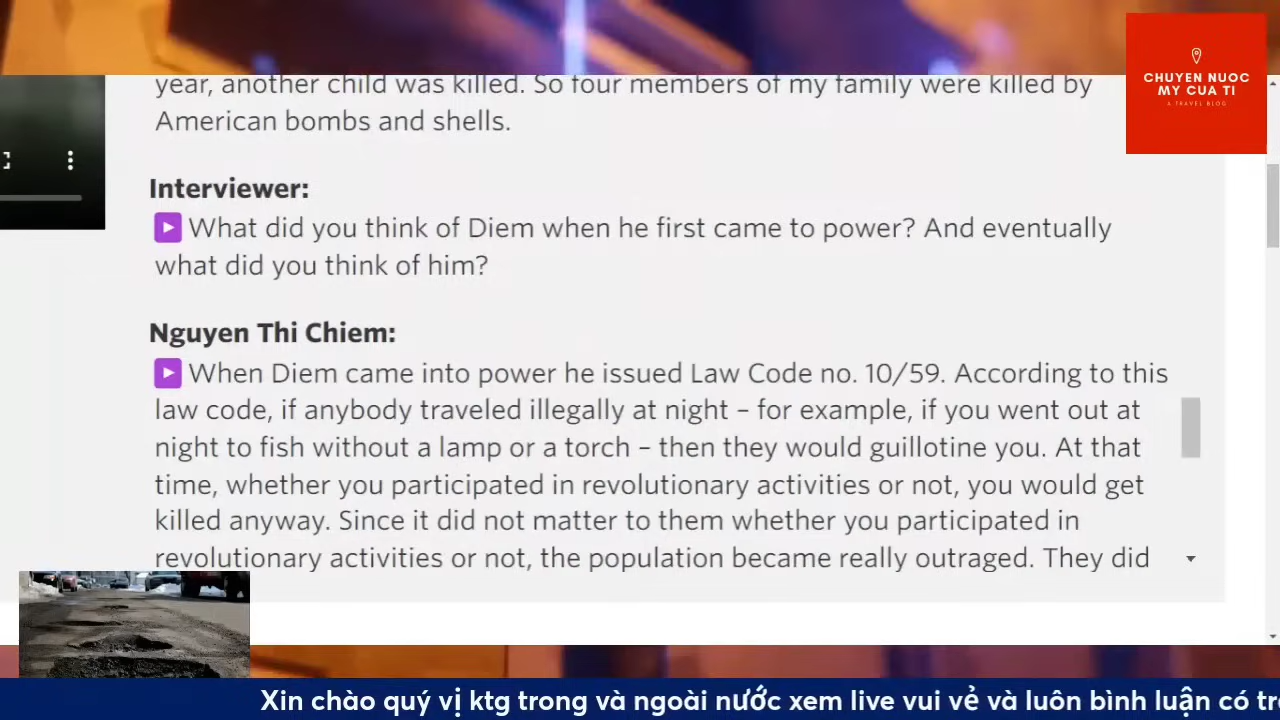 year, another child was killed. So four members of my family were killed by
American bombs and shells.
CHUYEN NUOC
MY CUA TI
A TRAVEL BLOG
Interviewer:
What did you think of Diem when he first came to power? And eventually
what did you think of him?
Nguyen Thi Chiem:
When Diem came into power he issued Law Code no. 10/59. According to this
law code, if anybody traveled illegally at night – for example, if you went out at
night to fish without a lamp or a torch – then they would guillotine you. At that
time, whether you participated in revolutionary activities or not, you would get
killed anyway. Since it did not matter to them whether you participated in
revolutionary activities or not, the population became really outraged. They did
Xin chào quý vị ktg trong và ngoài nước xem live vui vẻ và luôn bình luận có tr